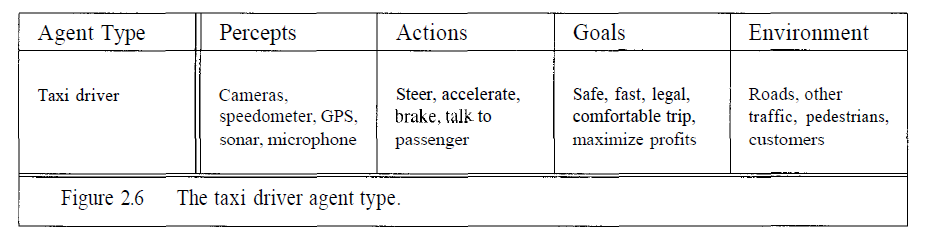 Agent Type Percepts Actions Goals Environment
Taxi driver
Cameras,
speedometer, GPS,
sonar, microphone
Steer, accelerate,
brake, talk to
passenger
Safe, fast, legal,
comfortable trip,
maximize profits
Roads, other
traffic, pedestrians,
customers
Figure 2.6 The taxi driver agent type.